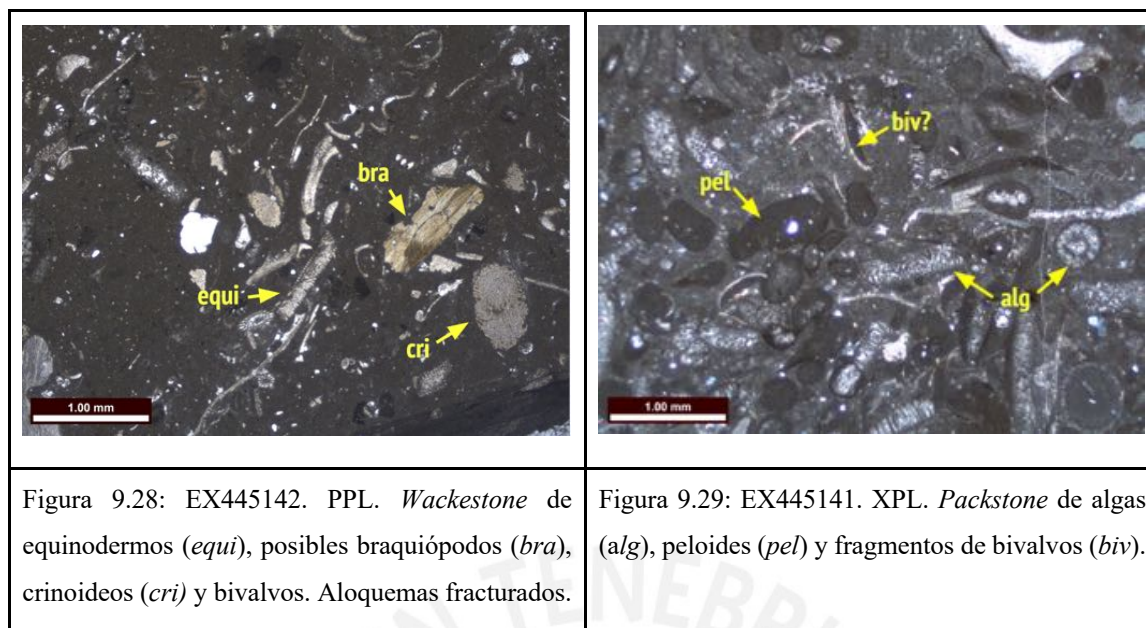 bra
equi
cri
1.00 mm
biv?
pel
alg
1.00 mm
Figura 9.28: EX445142. PPL. Wackestone de
equinodermos (equi), posibles braquiópodos (bra),
crinoideos (cri) y bivalvos. Aloquemas fracturados.
Figura 9.29: EX445141. XPL. Packstone de algas
(alg), peloides (pel) y fragmentos de bivalvos (biv).
TENEBR